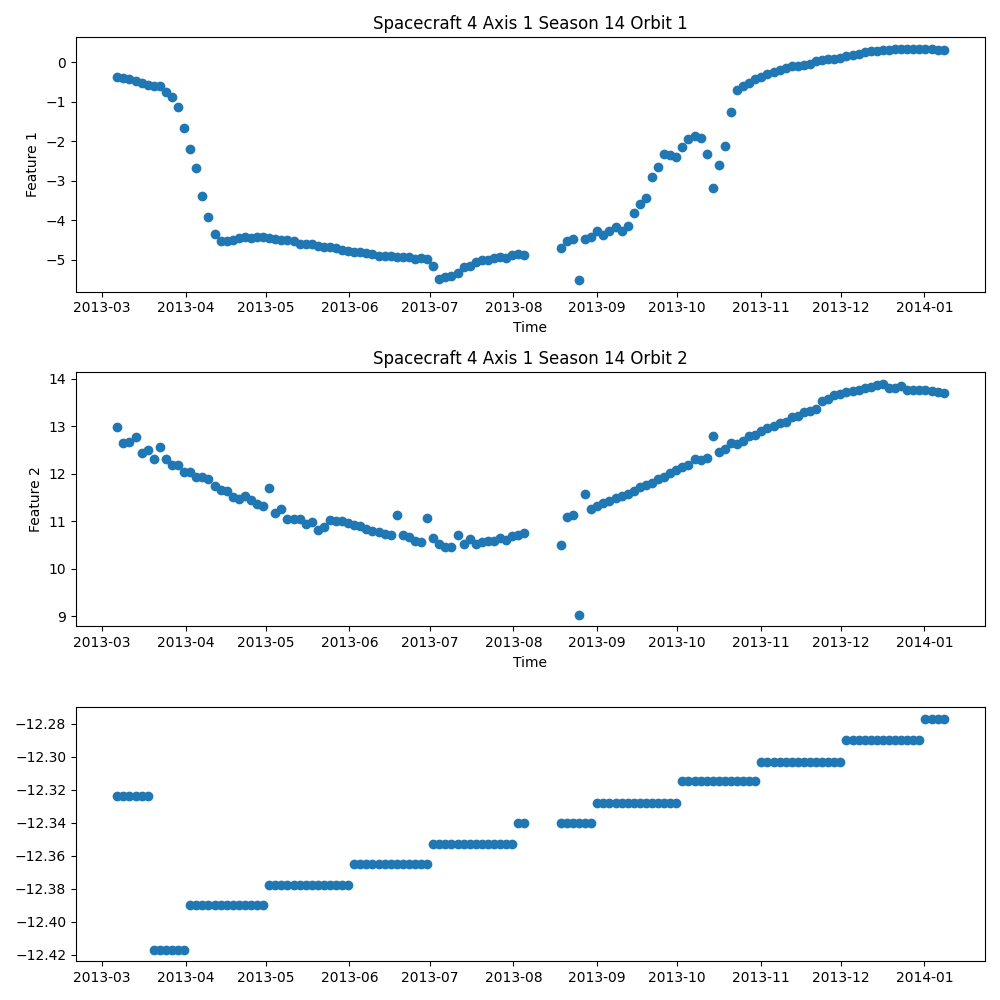 Spacecraft 4 Axis 1 Season 14 Orbit 1
0
−1
−2
−3
−4
−5
Feature 1
2013-03 2013-04 2013-05 2013-06 2013-07 2013-08 2013-09 2013-10 2013-11 2013-12 2014-01
Time
Spacecraft 4 Axis 1 Season 14 Orbit 2
14
13
12
11
10
9
Feature 2
2013-03 2013-04 2013-05 2013-06 2013-07 2013-08 2013-09 2013-10 2013-11 2013-12 2014-01
Time
−12.28
−12.30
−12.32
−12.34
−12.36
−12.38
−12.40
−12.42
2013-03 2013-04 2013-05 2013-06 2013-07 2013-08 2013-09 2013-10 2013-11 2013-12 2014-01